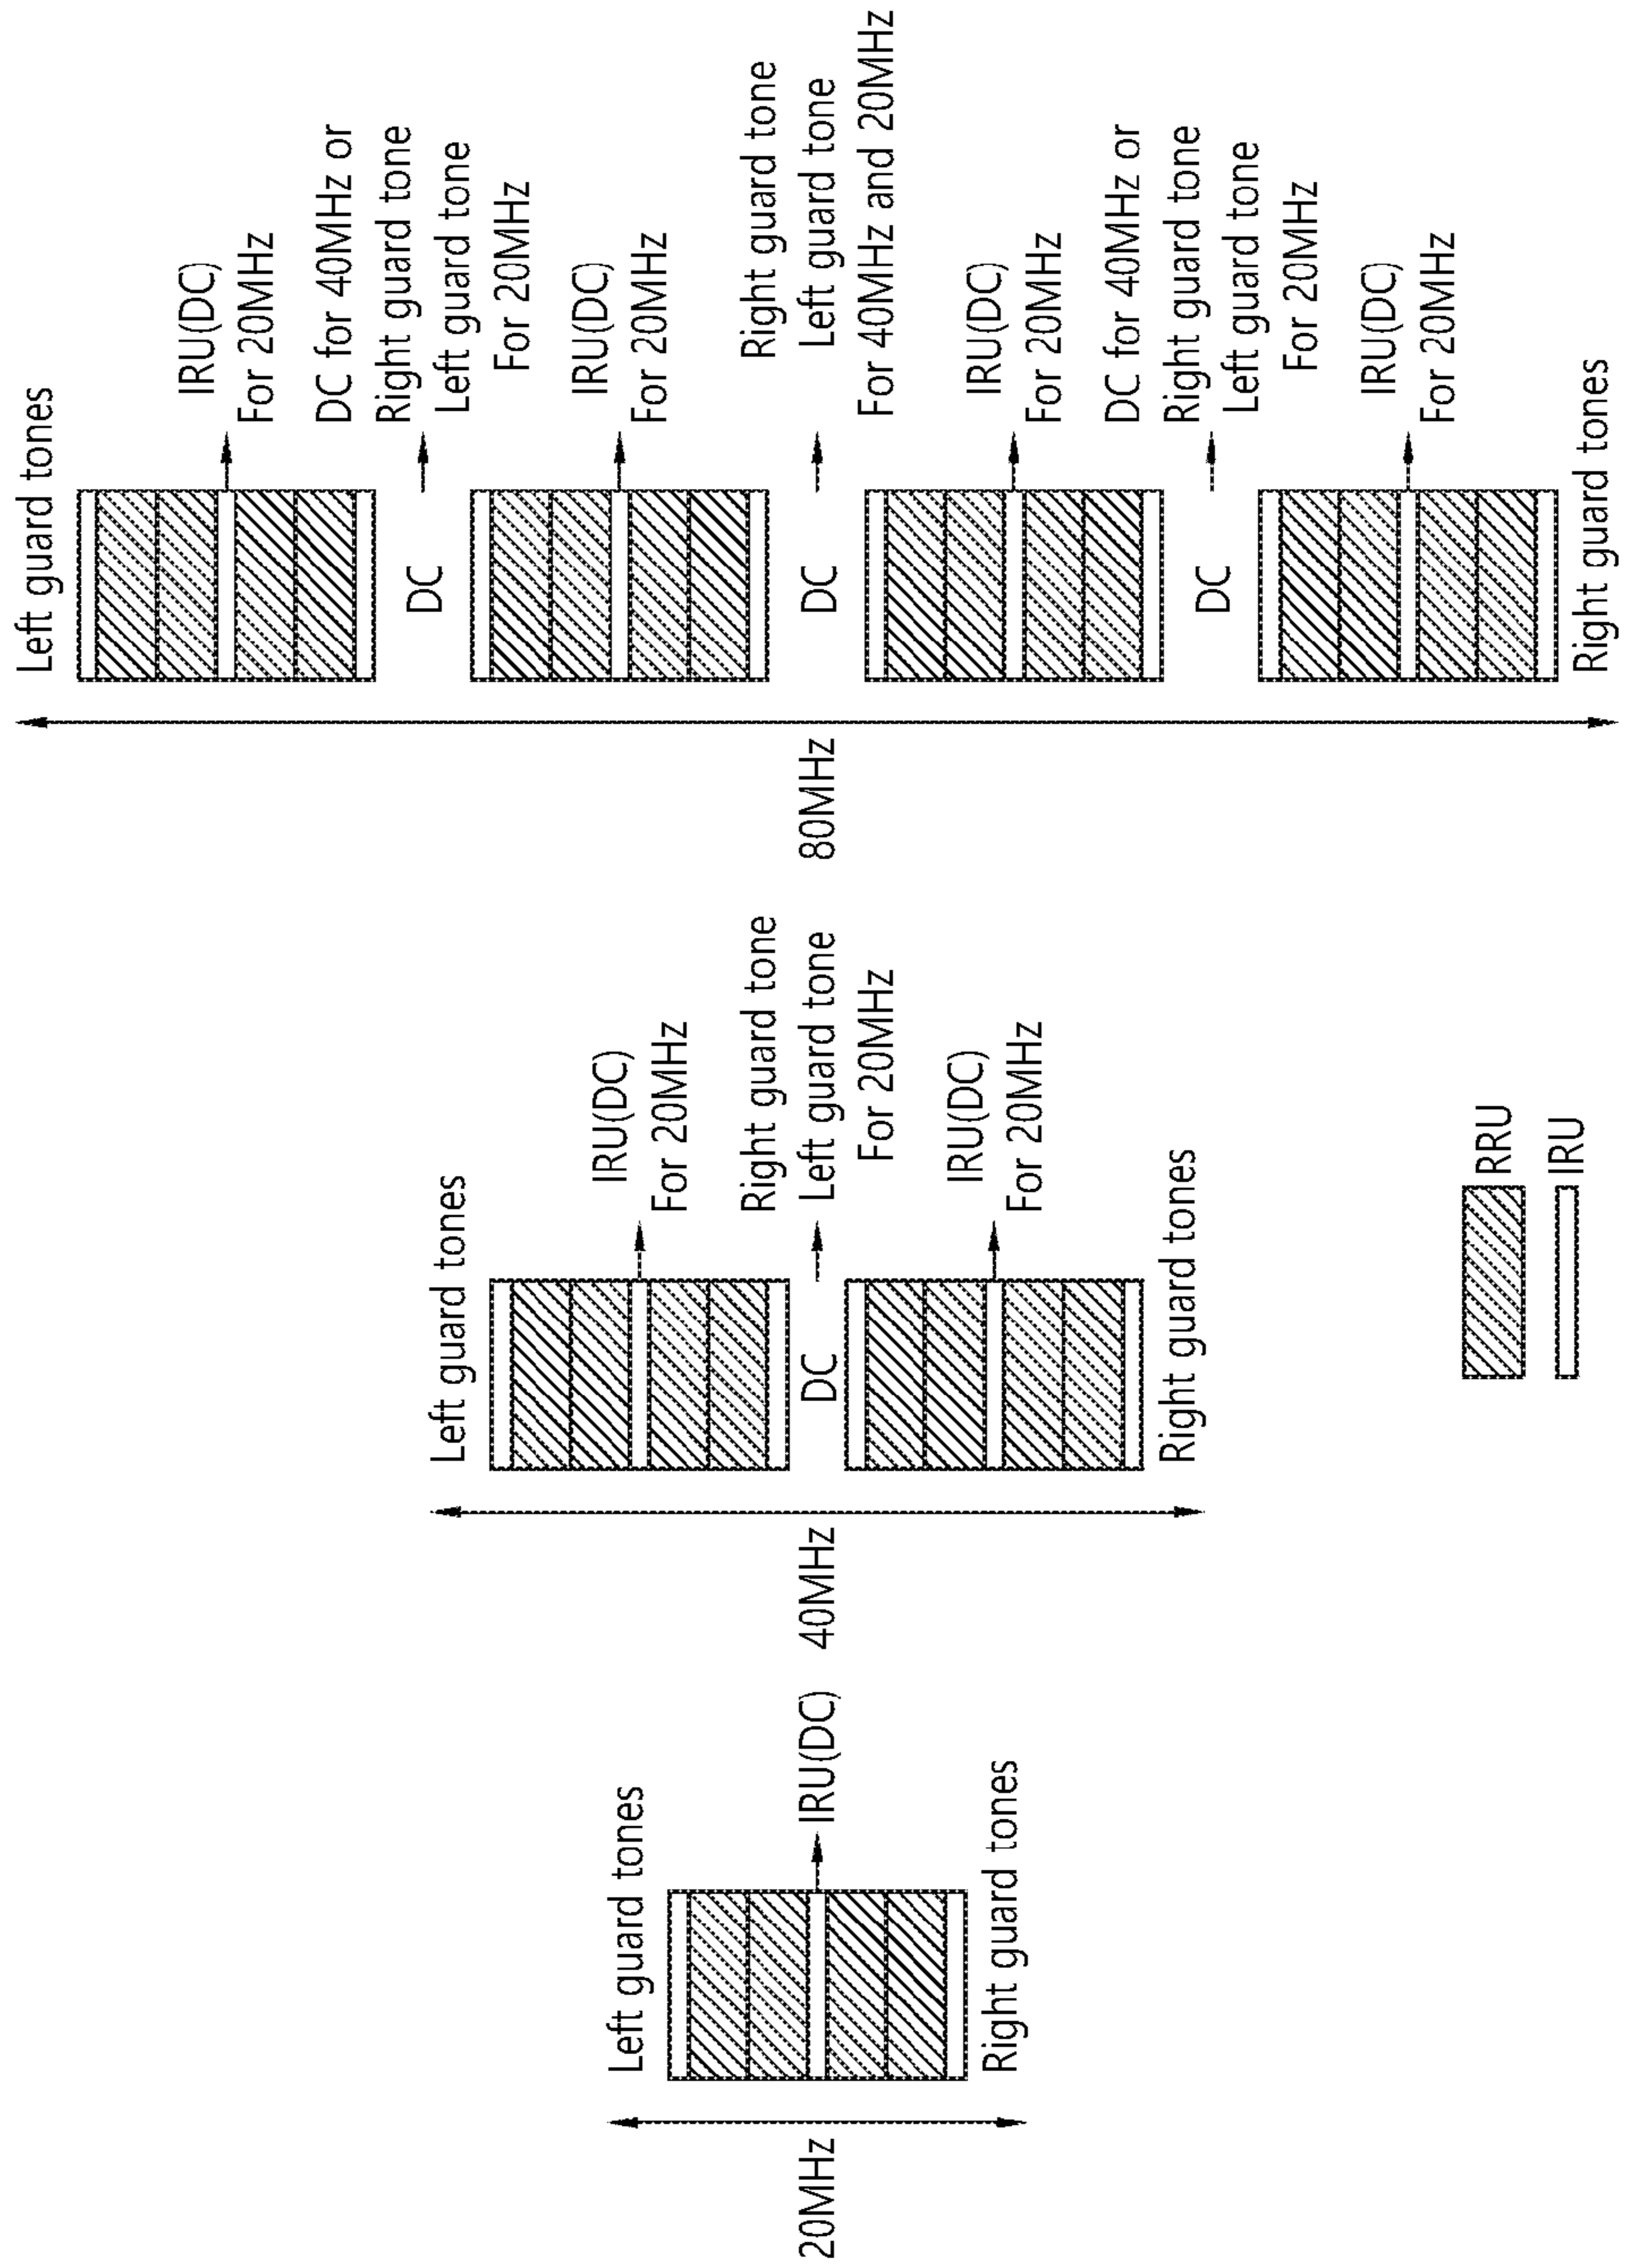 20MHz
Left guard tones
IRU(DC)
Right guard tones
40MHz
Left guard tones
IRU(DC)
For 20MHz
DC
Right guard tone
Left guard tone
For 20MHz
IRU(DC)
For 20MHz
Right guard tones
80MHz
Left guard tones
IRU(DC)
For 20MHz
DC
DC for 40MHz or
Right guard tone
Left guard tone
For 20MHz
IRU(DC)
For 20MHz
DC
Right guard tone
Left guard tone
For 40MHz and 20MHz
IRU(DC)
For 20MHz
DC
DC for 40MHz or
Right guard tone
Left guard tone
For 20MHz
IRU(DC)
For 20MHz
Right guard tones
RRU
IRU